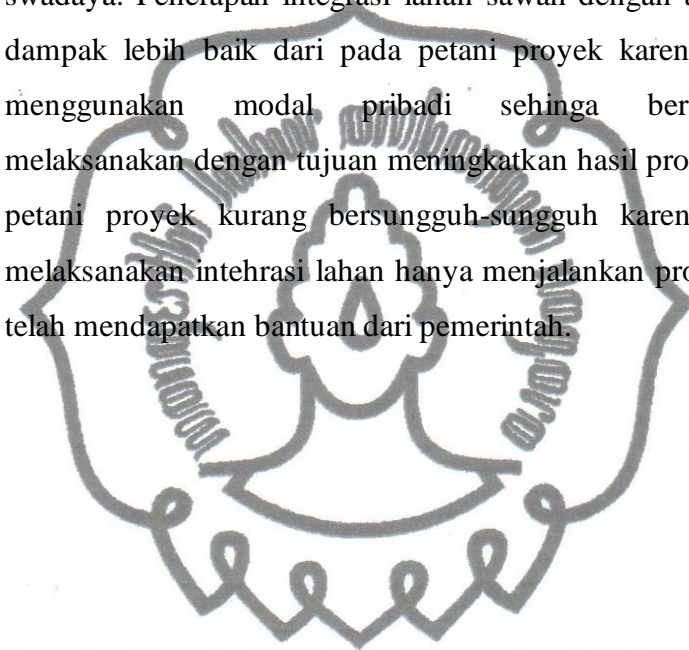 swadaya. Penerapan integrasi lahan sawah dengan
dampak lebih baik dari pada petani proyek karen
menggunakan modal pribadi sehinga ber
melaksanakan dengan tujuan meningkatkan hasil pro
petani proyek kurang bersungguh-sungguh karen
melaksanakan intehrasi lahan hanya menjalankan pro
telah mendapatkan bantuan dari pemerintah.